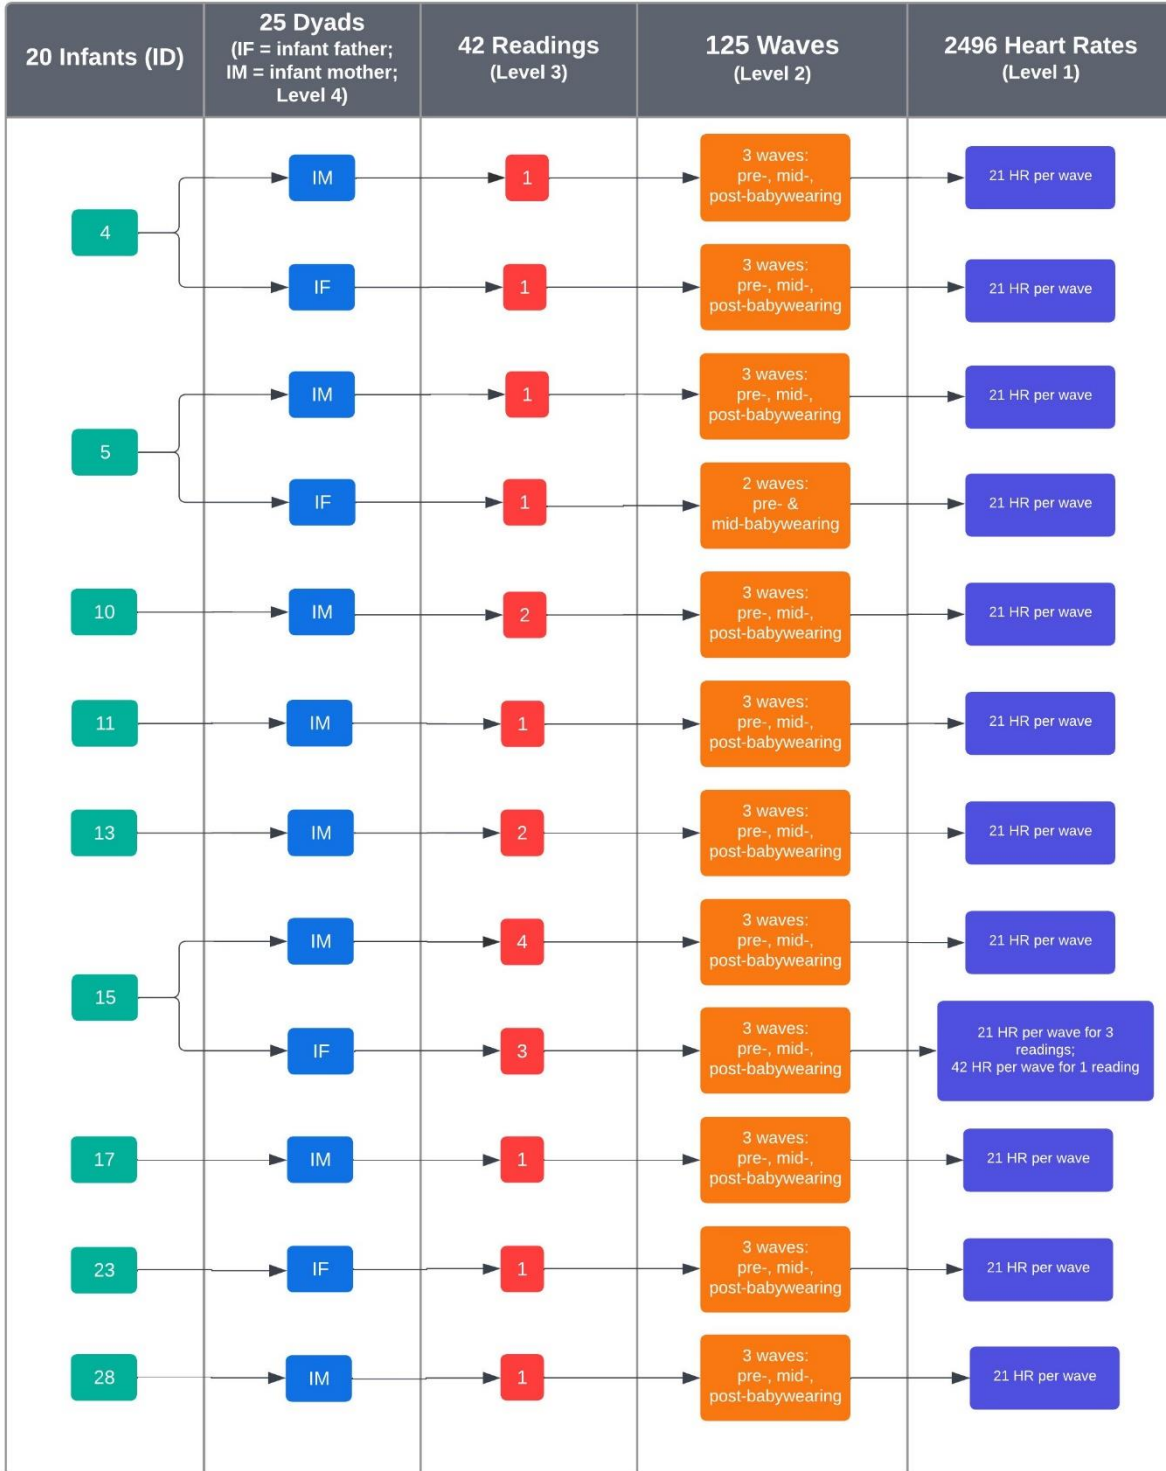 20 Infants (ID)
25 Dyads
(IF = infant father;
IM = infant mother;
Level 4)
42 Readings
(Level 3)
125 Waves
(Level 2)
2496 Heart Rates
(Level 1)
4
IM
1
3 waves:
pre-, mid-,
post-babywearing
21 HR per wave
IF
1
3 waves:
pre-, mid-,
post-babywearing
21 HR per wave
5
IM
1
3 waves:
pre-, mid-,
post-babywearing
21 HR per wave
IF
1
2 waves:
pre- &
mid-babywearing
21 HR per wave
10
IM
2
3 waves:
pre-, mid-,
post-babywearing
21 HR per wave
11
IM
1
3 waves:
pre-, mid-,
post-babywearing
21 HR per wave
13
IM
2
3 waves:
pre-, mid-,
post-babywearing
21 HR per wave
15
IM
4
3 waves:
pre-, mid-,
post-babywearing
21 HR per wave
IF
3
3 waves:
pre-, mid-,
post-babywearing
21 HR per wave for 3
readings;
42 HR per wave for 1 reading
17
IM
1
3 waves:
pre-, mid-,
post-babywearing
21 HR per wave
23
IF
1
3 waves:
pre-, mid-,
post-babywearing
21 HR per wave
28
IM
1
3 waves:
pre-, mid-,
post-babywearing
21 HR per wave